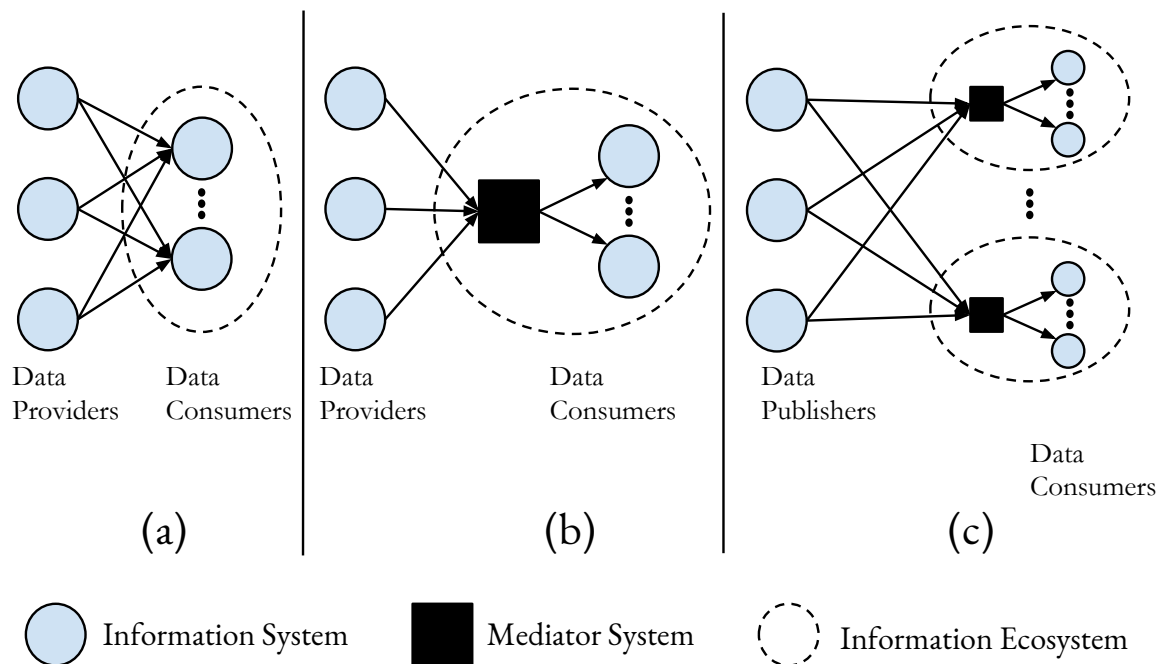 Data
Providers
Data
Consumers
(a)
Data
Providers
Data
Consumers
(b)
Data
Publishers
Data
Consumers
(c)
Information System
Mediator System
Information Ecosystem